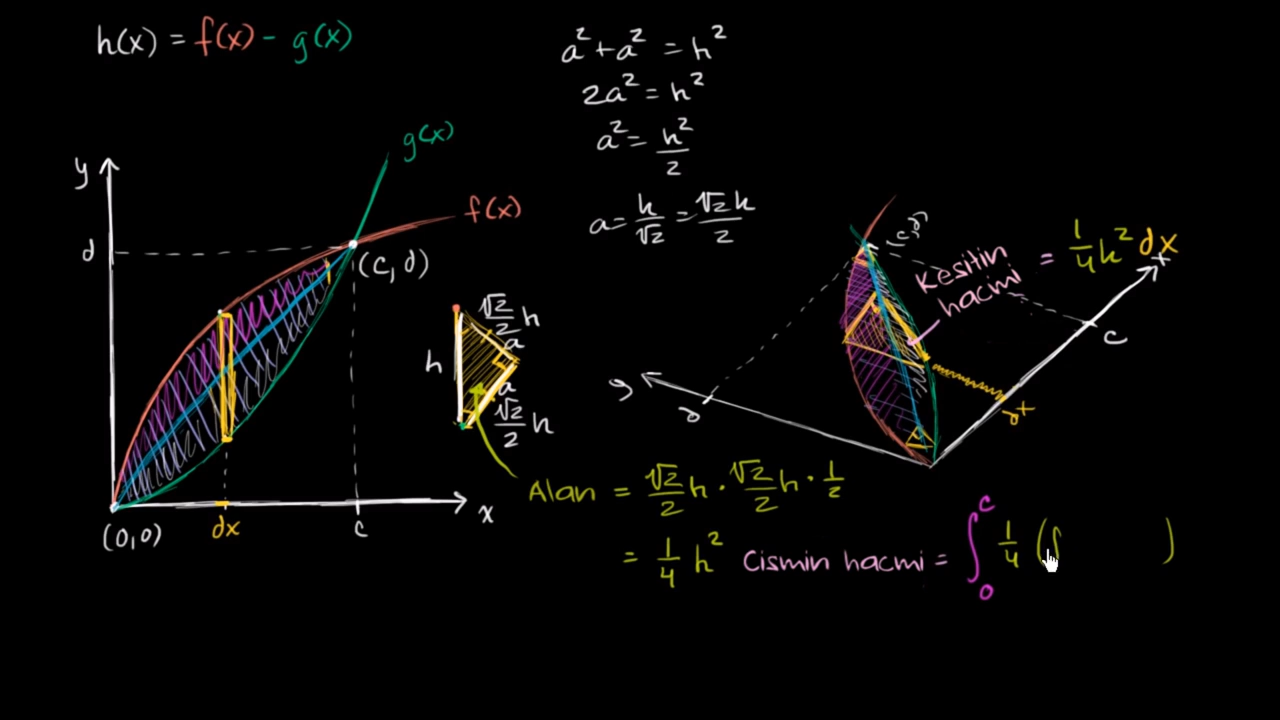 h(x) = f(x) - g(x)
a² + a² = h²
2a² = h²
a² = h²/2
a = h/√2 = √2h/2
g(x)
f(x)
y
d
(c, d)
(0,0)
dx
c
x
h
√2/2 h
a
a
√2/2 h
(c, d)
Kesitin
hacmi
= 1/4 h² dx
x
c
y
d
dx
Alan = √2/2 h · √2/2 h · 1/2
= 1/4 h²
Cismin hacmi = ∫₀ᶜ 1/4 (f )